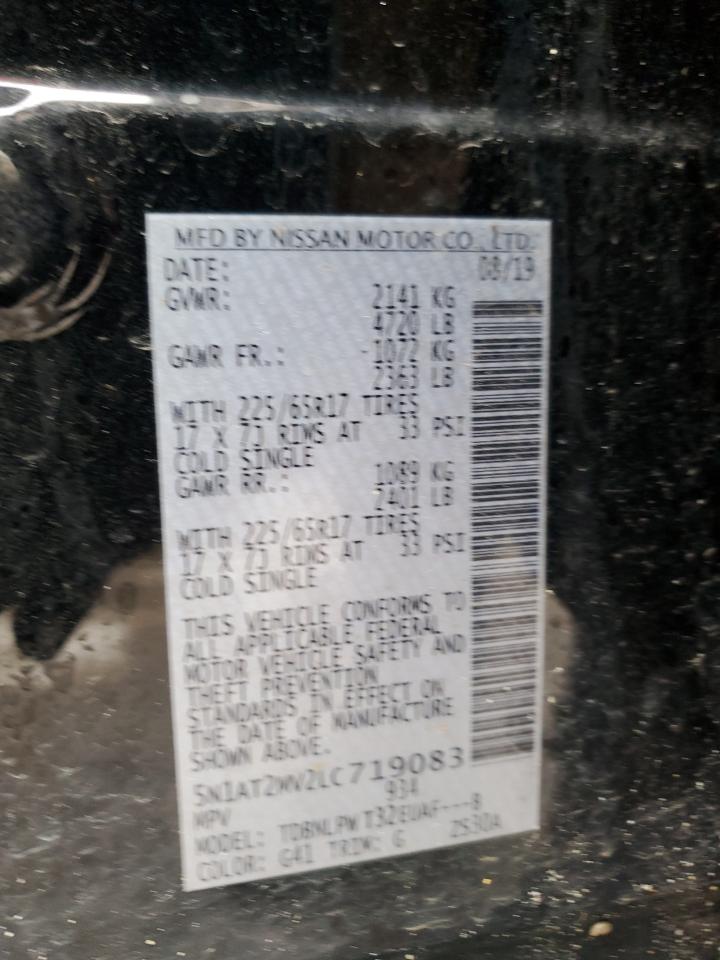 MFD BY NISSAN MOTOR CO., LTD.
DATE: 08/19
GVWR: 2141 KG
4720 LB
GAWR FR.: 1072 KG
2363 LB
WITH 225/65R17 TIRES
17 X 7J RIMS AT 33 PSI
COLD SINGLE
GAWR RR.: 1089 KG
2401 LB
WITH 225/65R17 TIRES
17 X 7J RIMS AT 33 PSI
COLD SINGLE
THIS VEHICLE CONFORMS TO
ALL APPLICABLE FEDERAL
MOTOR VEHICLE SAFETY AND
THEFT PREVENTION
STANDARDS IN EFFECT ON
THE DATE OF MANUFACTURE
SHOWN ABOVE.
5N1AT2MV2LC719083
MPV 934
MODEL: TDBNLPW T32EUAF---B
COLOR: G41 TRIM: G 2S30A